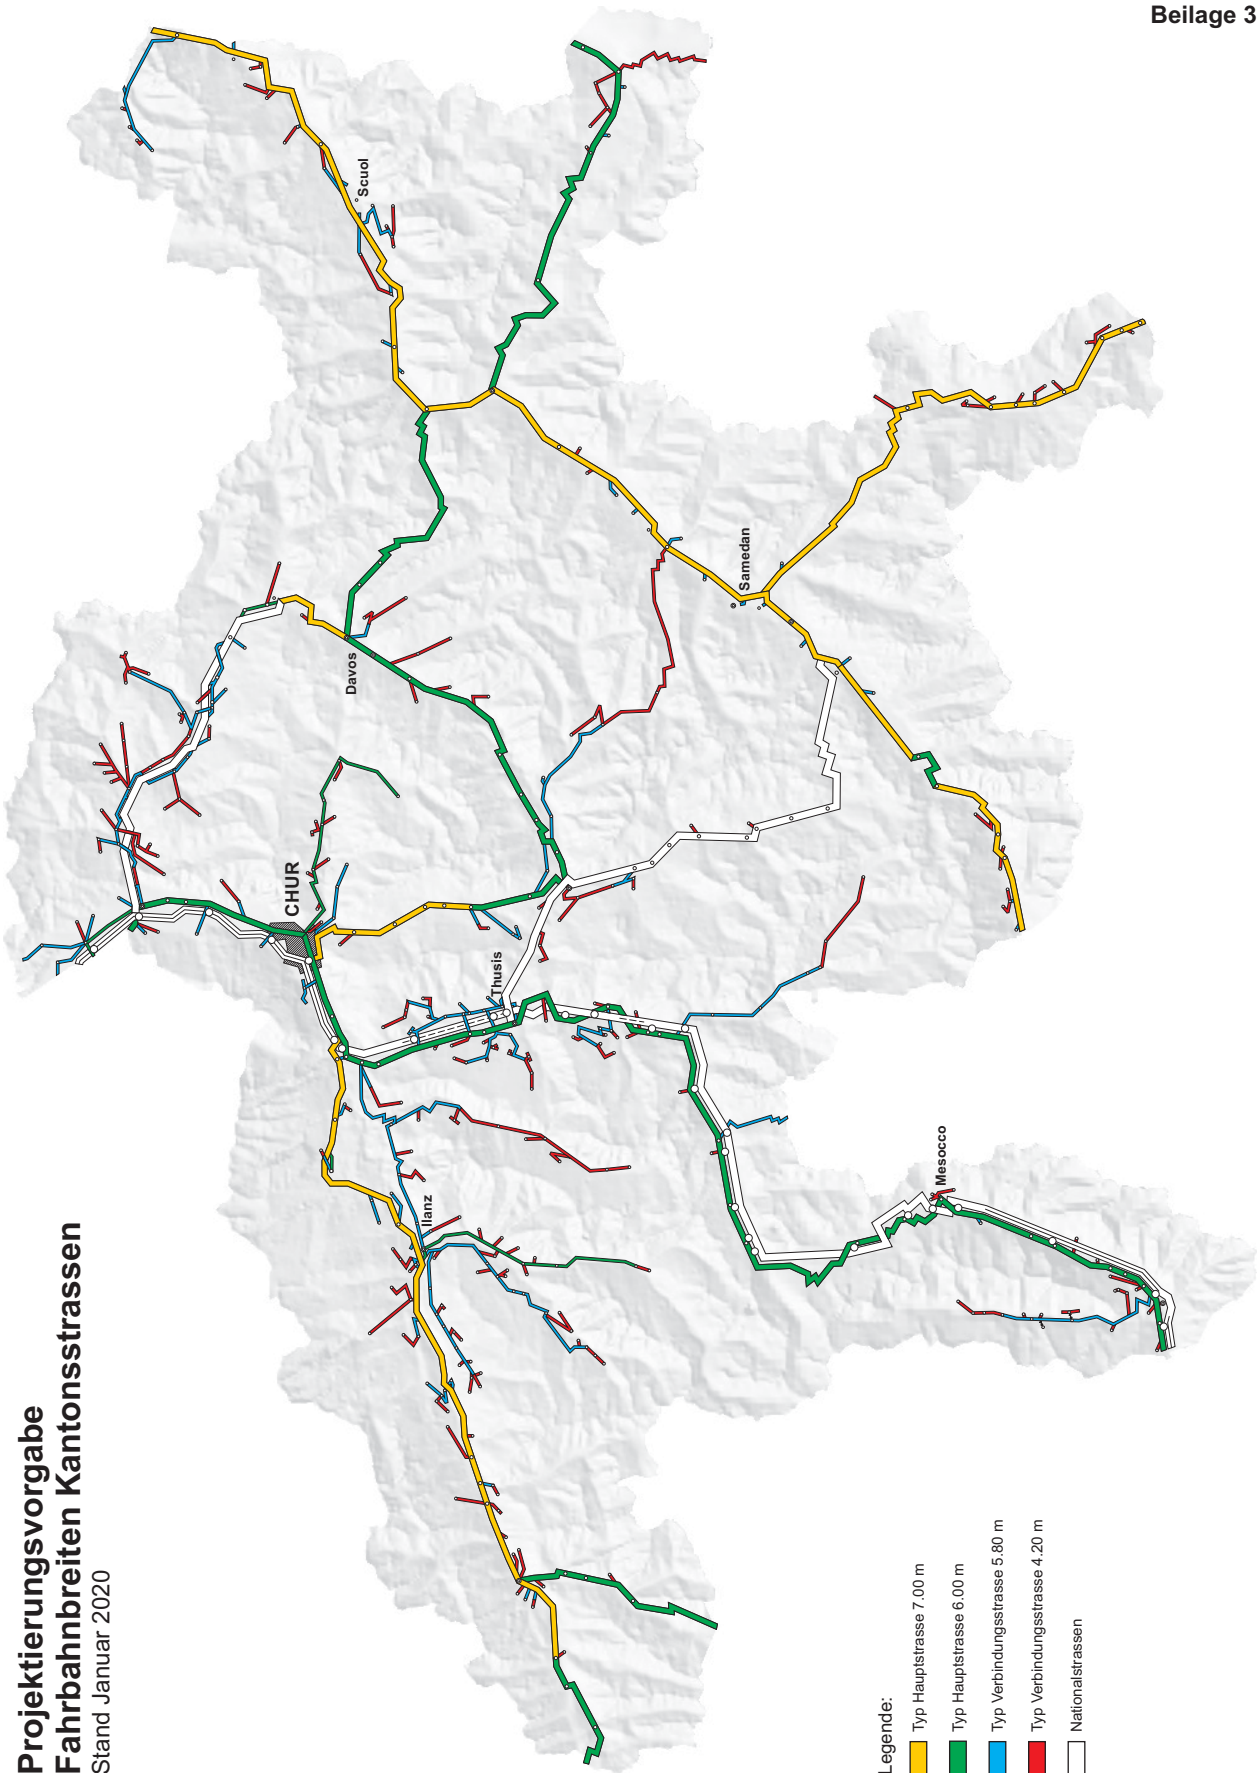 Beilage 3
Projektierungsvorgabe
Fahrbahnbreiten Kantonsstrassen
Stand Januar 2020
Scuol
Samedan
Davos
CHUR
Thusis
Ilanz
Mesocco
Legende:
Typ Hauptstrasse 7.00 m
Typ Hauptstrasse 6.00 m
Typ Verbindungsstrasse 5.80 m
Typ Verbindungsstrasse 4.20 m
Nationalstrassen